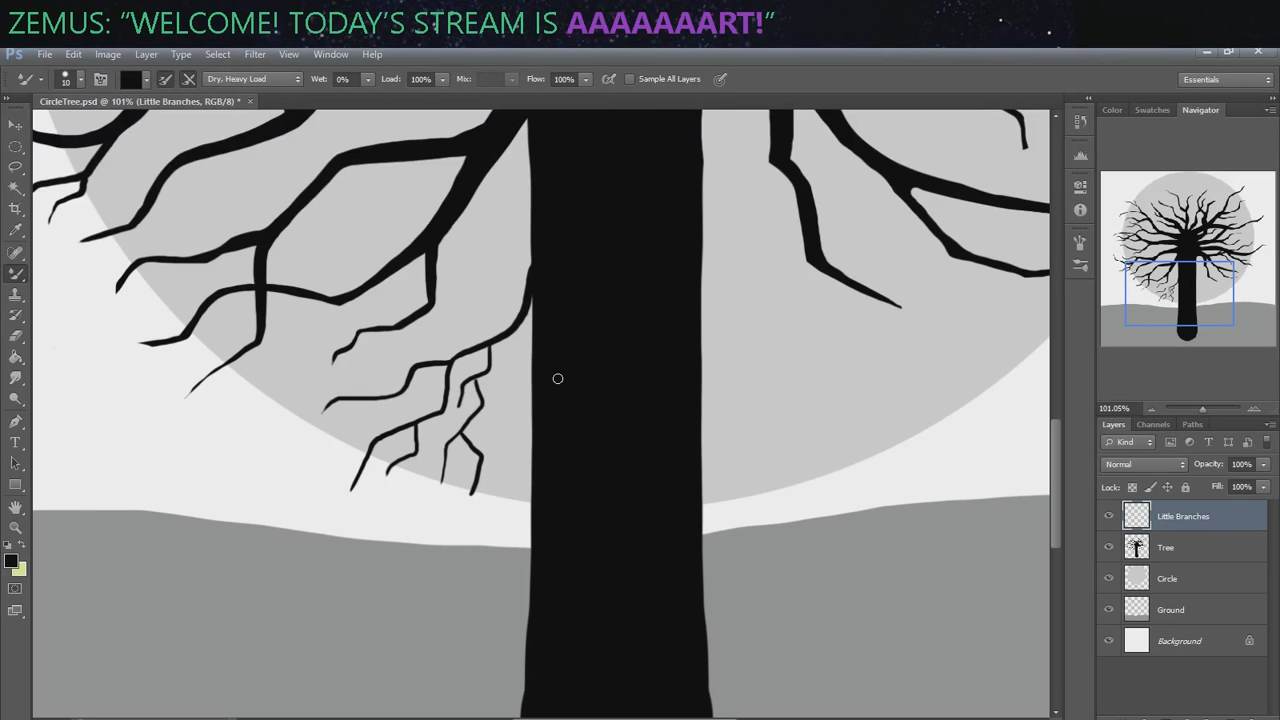 ZEMUS: “WELCOME! TODAY’S STREAM IS AAAAAAART!”
Ps File Edit Image Layer Type Select Filter View Window Help
10 Dry, Heavy Load Wet: 0% Load: 100% Mix: Flow: 100% Sample All Layers Essentials
CircleTree.psd @ 101% (Little Branches, RGB/8) *
Color Swatches Navigator
101.05%
Layers Channels Paths
Kind
Normal Opacity: 100%
Lock: Fill: 100%
Little Branches
Tree
Circle
Ground
Background